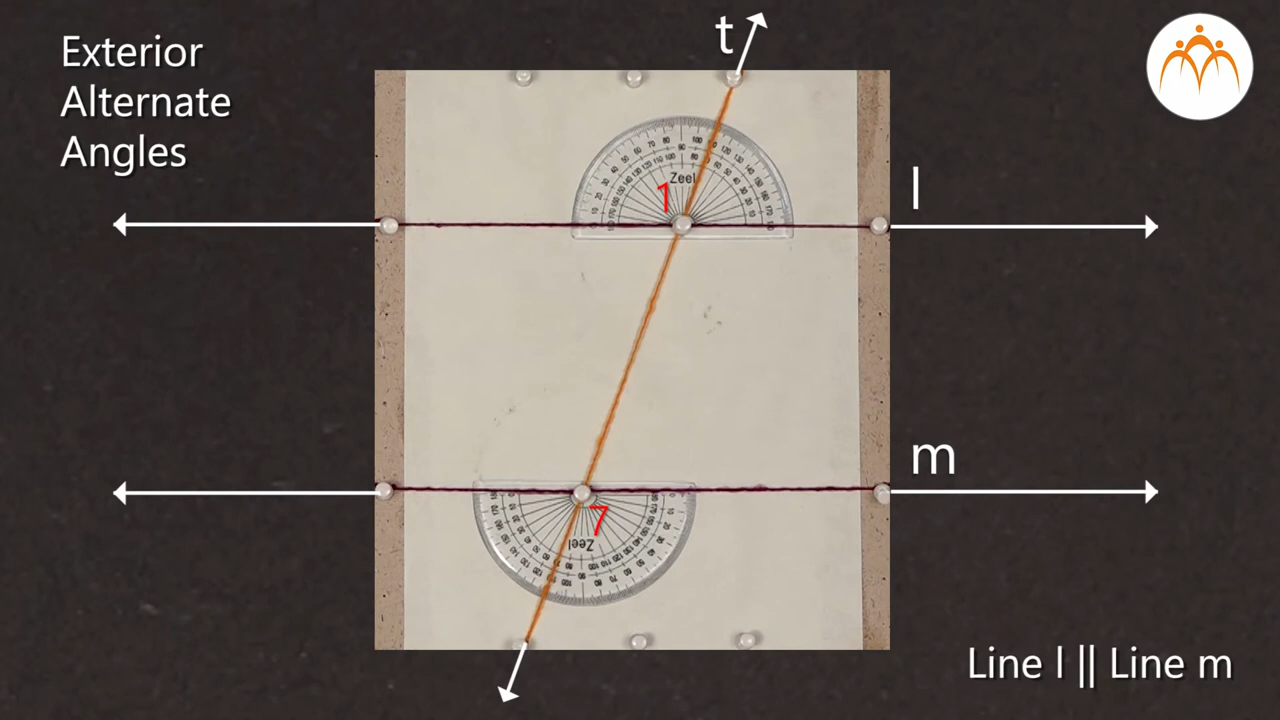 Exterior
Alternate
Angles
t
l
m
1
7
Zeel
Zeel
Line l || Line m